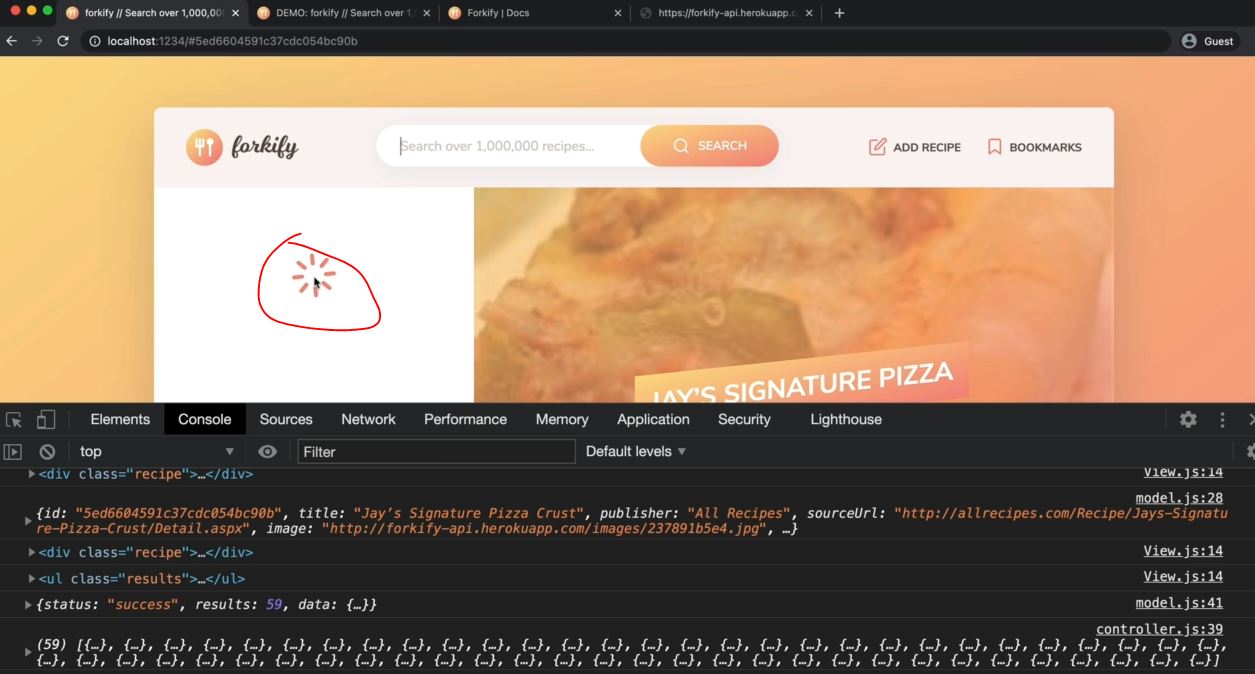 forkify // Search over 1,000,00
DEMO: forkify // Search over 1,
Forkify | Docs
https://forkify-api.herokuapp.c
localhost:1234/#5ed6604591c37cdc054bc90b
Guest
forkify
Search over 1,000,000 recipes...
SEARCH
ADD RECIPE
BOOKMARKS
JAY'S SIGNATURE PIZZA
Elements Console Sources Network Performance Memory Application Security Lighthouse
top
Filter
Default levels
<div class="recipe">…</div> View.js:14
model.js:28
{id: "5ed6604591c37cdc054bc90b", title: "Jay’s Signature Pizza Crust", publisher: "All Recipes", sourceUrl: "http://allrecipes.com/Recipe/Jays-Signatu
re-Pizza-Crust/Detail.aspx", image: "http://forkify-api.herokuapp.com/images/237891b5e4.jpg", …}
<div class="recipe">…</div> View.js:14
<ul class="results">…</ul> View.js:14
{status: "success", results: 59, data: {…}} model.js:41
controller.js:39
(59) [{…}, {…}, {…}, {…}, {…}, {…}, {…}, {…}, {…}, {…}, {…}, {…}, {…}, {…}, {…}, {…}, {…}, {…}, {…}, {…}, {…}, {…}, {…}, {…}, {…}, {…}, {…}, {…}, {…},
{…}, {…}, {…}, {…}, {…}, {…}, {…}, {…}, {…}, {…}, {…}, {…}, {…}, {…}, {…}, {…}, {…}, {…}, {…}, {…}, {…}, {…}, {…}, {…}, {…}, {…}, {…}, {…}, {…}, {…}]